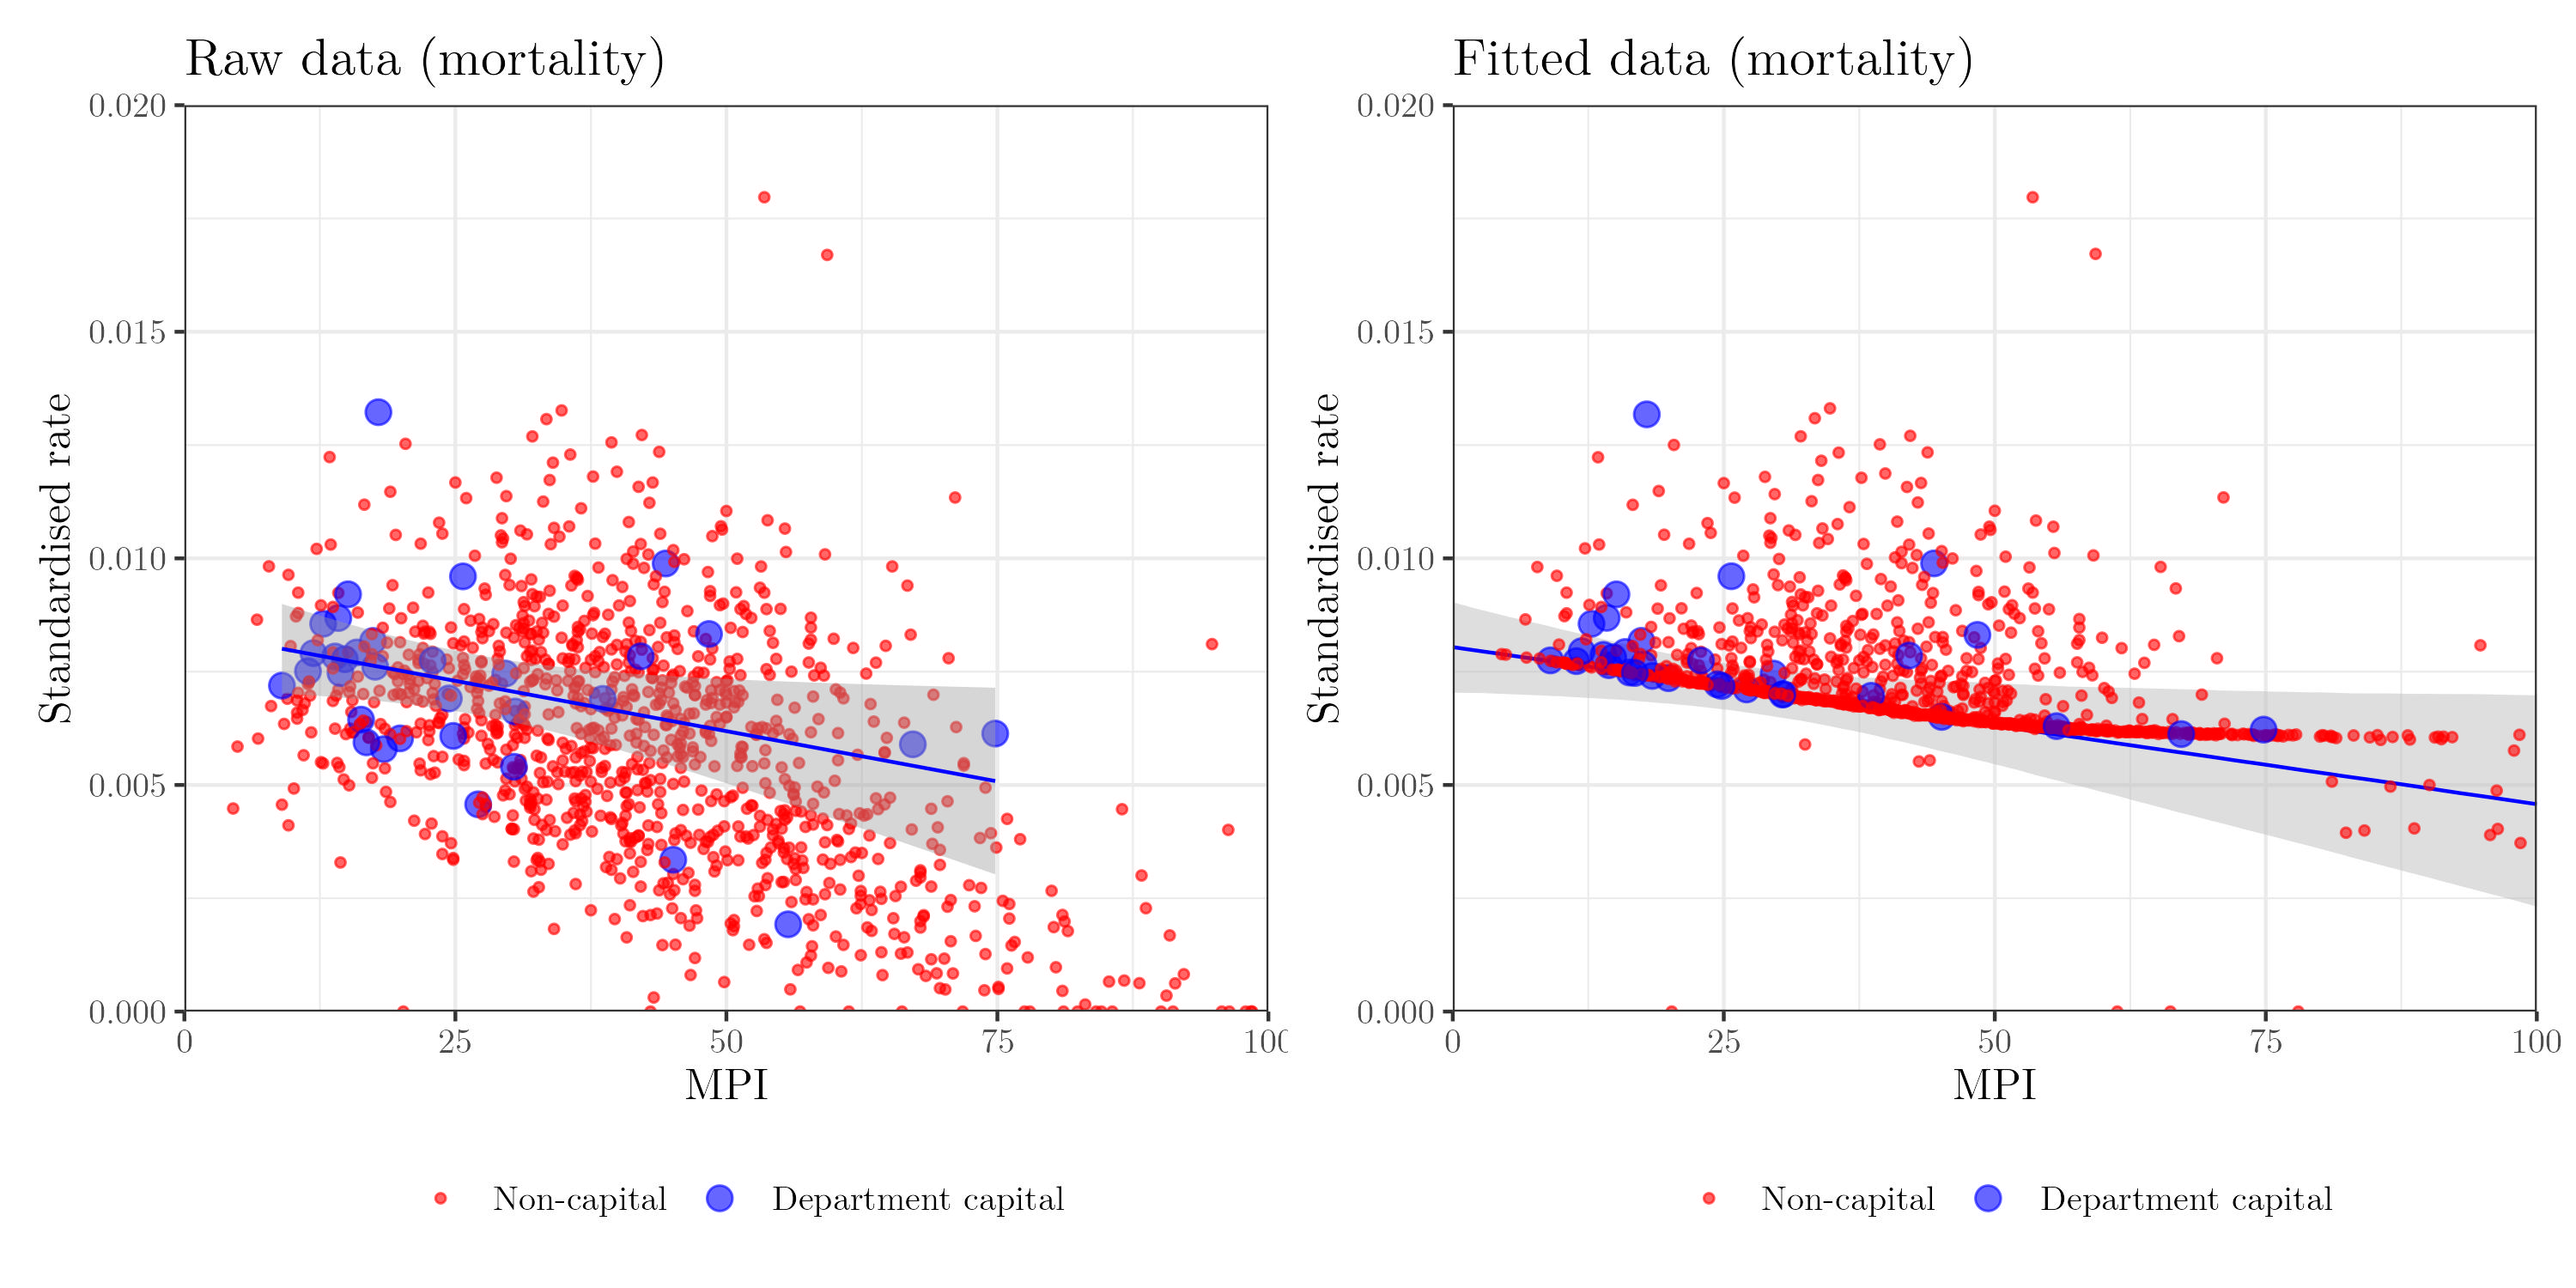 Raw data (mortality)
Standardised rate
0.020
0.015
0.010
0.005
0.000
0 25 50 75 100
MPI
Non-capital Department capital
Fitted data (mortality)
Standardised rate
0.020
0.015
0.010
0.005
0.000
0 25 50 75 100
MPI
Non-capital Department capital